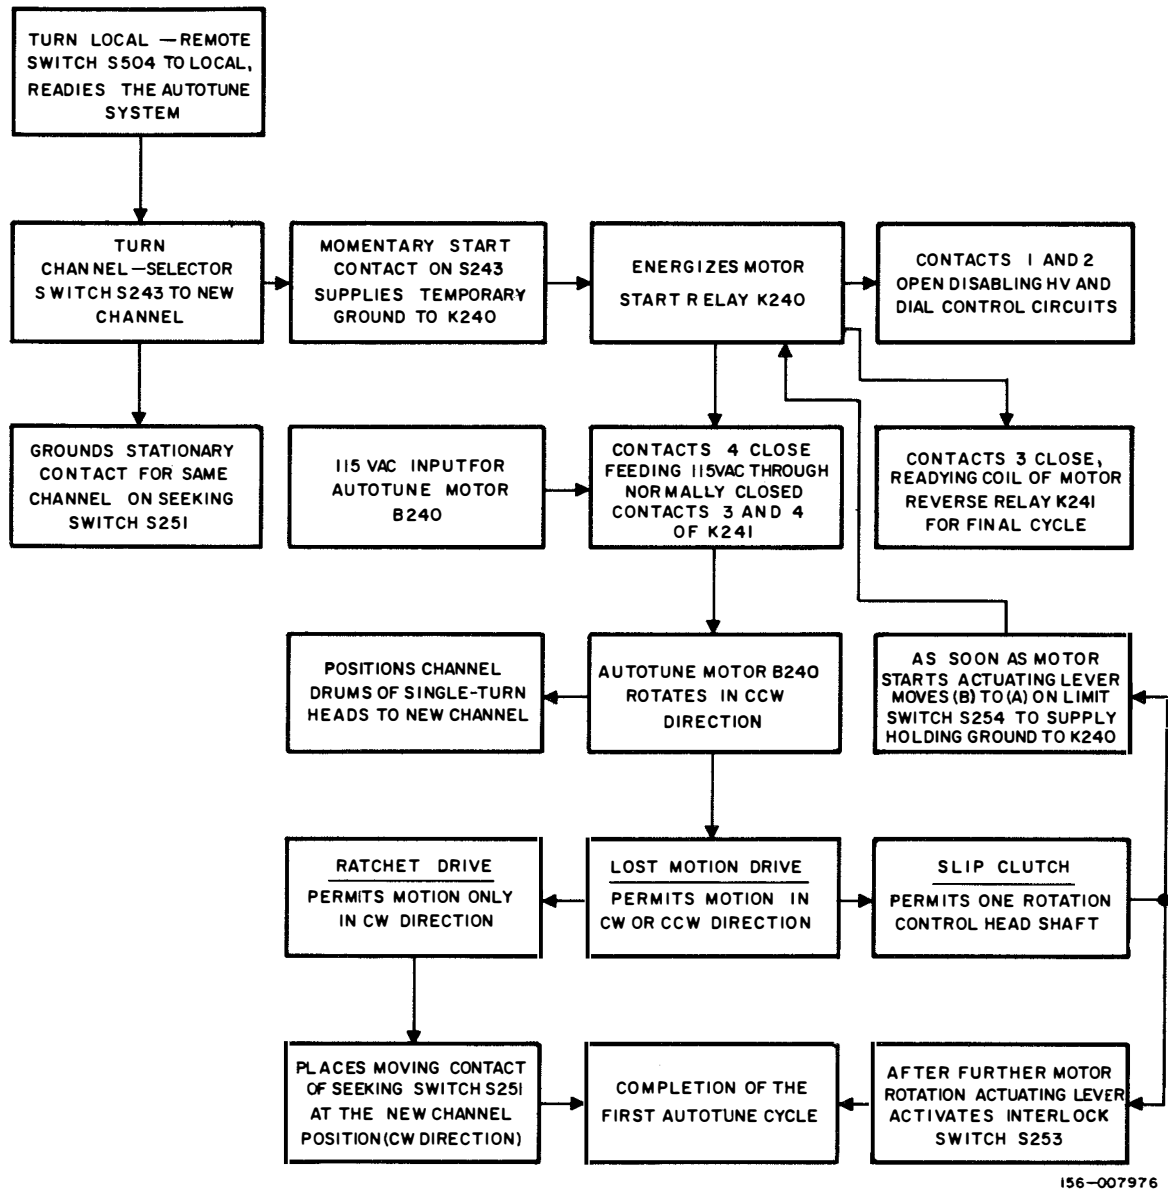 TURN LOCAL — REMOTE
SWITCH S504 TO LOCAL,
READIES THE AUTOTUNE
SYSTEM
TURN
CHANNEL—SELECTOR
SWITCH S243 TO NEW
CHANNEL
MOMENTARY START
CONTACT ON S243
SUPPLIES TEMPORARY
GROUND TO K240
ENERGIZES MOTOR
START RELAY K240
CONTACTS 1 AND 2
OPEN DISABLING HV AND
DIAL CONTROL CIRCUITS
GROUNDS STATIONARY
CONTACT FOR SAME
CHANNEL ON SEEKING
SWITCH S251
115 VAC INPUT FOR
AUTOTUNE MOTOR
B240
CONTACTS 4 CLOSE
FEEDING 115VAC THROUGH
NORMALLY CLOSED
CONTACTS 3 AND 4
OF K241
CONTACTS 3 CLOSE,
READYING COIL OF MOTOR
REVERSE RELAY K241
FOR FINAL CYCLE
POSITIONS CHANNEL
DRUMS OF SINGLE-TURN
HEADS TO NEW CHANNEL
AUTOTUNE MOTOR B240
ROTATES IN CCW
DIRECTION
AS SOON AS MOTOR
STARTS ACTUATING LEVER
MOVES (B) TO (A) ON LIMIT
SWITCH S254 TO SUPPLY
HOLDING GROUND TO K240
RATCHET DRIVE
PERMITS MOTION ONLY
IN CW DIRECTION
LOST MOTION DRIVE
PERMITS MOTION IN
CW OR CCW DIRECTION
SLIP CLUTCH
PERMITS ONE ROTATION
CONTROL HEAD SHAFT
PLACES MOVING CONTACT
OF SEEKING SWITCH S251
AT THE NEW CHANNEL
POSITION (CW DIRECTION)
COMPLETION OF THE
FIRST AUTOTUNE CYCLE
AFTER FURTHER MOTOR
ROTATION ACTUATING LEVER
ACTIVATES INTERLOCK
SWITCH S253
156-007976